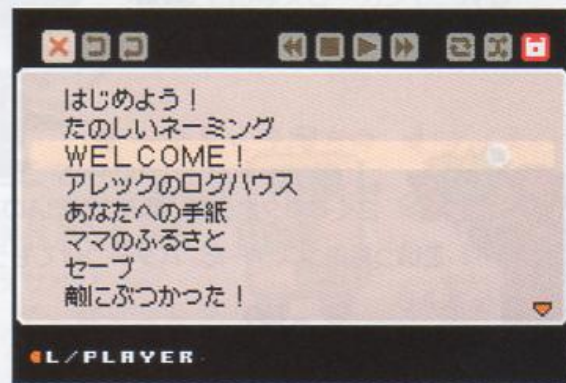 はじめよう！
たのしいネーミング
WELCOME！
アレックのログハウス
あなたへの手紙
ママのふるさと
セーブ
敵にぶつかった！
L/PLAYER